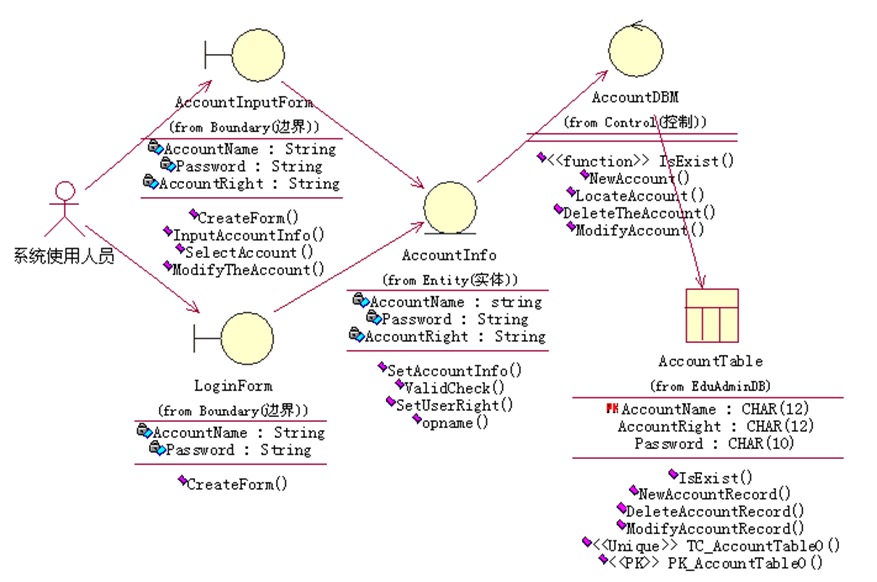 AccountInputForm
(from Boundary(边界))
AccountName : String
Password : String
AccountRight : String
CreateForm()
InputAccountInfo()
SelectAccount()
ModifyTheAccount()
系统使用人员
LoginForm
(from Boundary(边界))
AccountName : String
Password : String
CreateForm()
AccountInfo
(from Entity(实体))
AccountName : string
Password : String
AccountRight : String
SetAccountInfo()
ValidCheck()
SetUserRight()
opname()
AccountDBM
(from Control(控制))
<<function>> IsExist()
NewAccount()
LocateAccount()
DeleteTheAccount()
ModifyAccount()
AccountTable
(from EduAdminDB)
PK AccountName : CHAR(12)
AccountRight : CHAR(12)
Password : CHAR(10)
IsExist()
NewAccountRecord()
DeleteAccountRecord()
ModifyAccountRecord()
<<Unique>> TC_AccountTable0()
<<PK>> PK_AccountTable0()